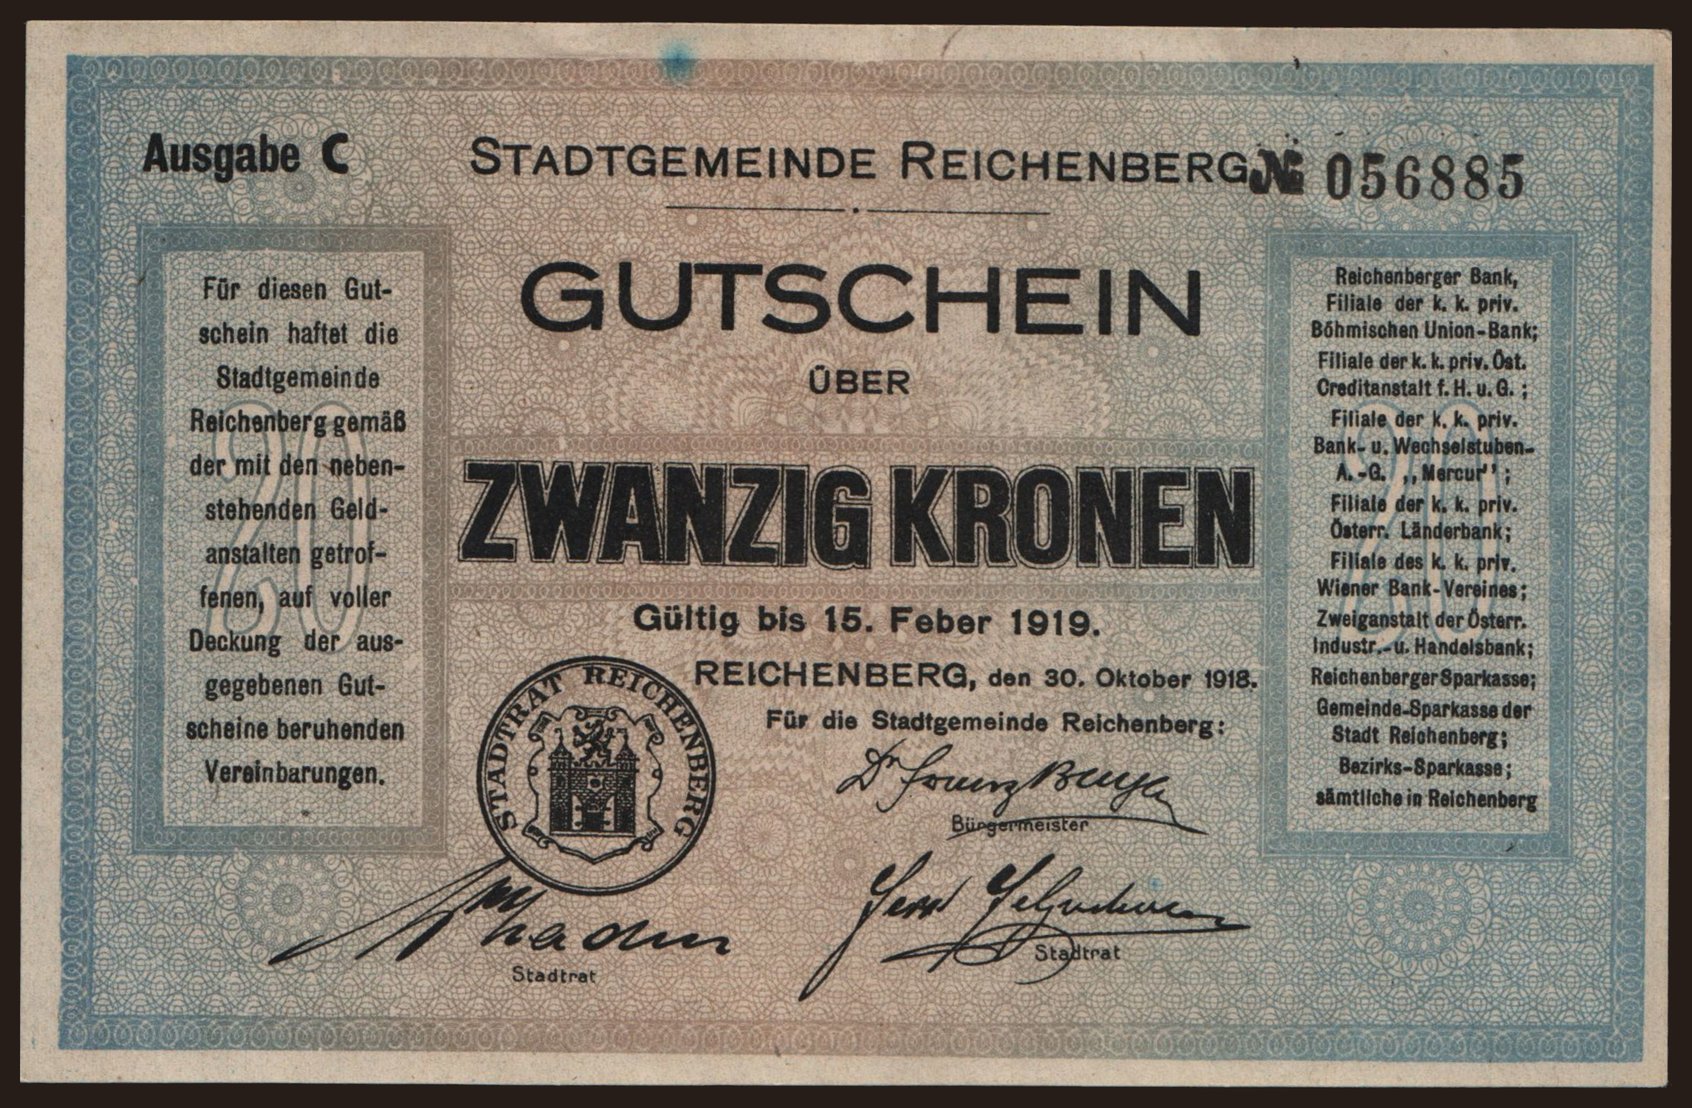 Ausgabe C
STADTGEMEINDE REICHENBERG
№ 056885
GUTSCHEIN
ÜBER
ZWANZIG KRONEN
Gültig bis 15. Feber 1919.
REICHENBERG, den 30. Oktober 1918.
Für die Stadtgemeinde Reichenberg:
Dr Franz
Bürgermeister
Stadtrat
Stadtrat
STADTRAT REICHENBERG
Für diesen Gut-
schein haftet die
Stadtgemeinde
Reichenberg gemäß
der mit den neben-
stehenden Geld-
anstalten getrof-
fenen, auf voller
Deckung der aus-
gegebenen Gut-
scheine beruhenden
Vereinbarungen.
20
Reichenberger Bank,
Filiale der k. k. priv.
Böhmischen Union-Bank;
Filiale der k. k. priv. Öst.
Creditanstalt f. H. u. G. ;
Filiale der k. k. priv.
Bank- u. Wechselstuben-
A.-G. ,,Mercur'' ;
Filiale der k. k. priv.
Österr. Länderbank;
Filiale des k. k. priv.
Wiener Bank-Vereines;
Zweiganstalt der Österr.
Industr.- u. Handelsbank;
Reichenberger Sparkasse;
Gemeinde-Sparkasse der
Stadt Reichenberg;
Bezirks-Sparkasse;
sämtliche in Reichenberg
20